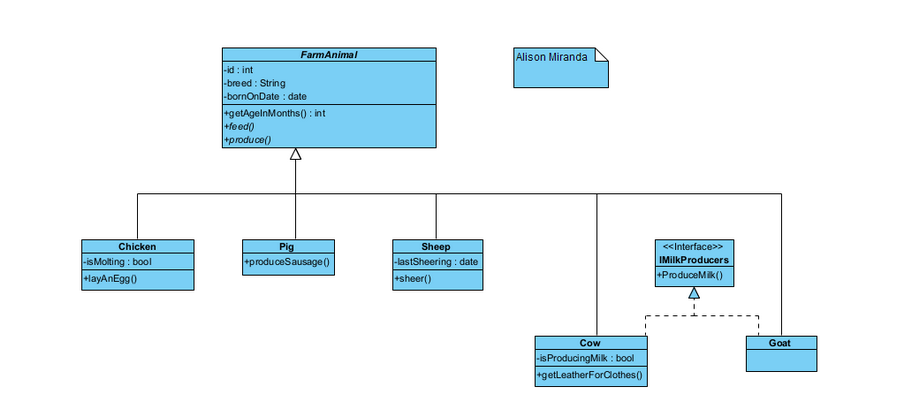 FarmAnimal
-id : int
-breed : String
-bornOnDate : date
+getAgeInMonths() : int
+feed()
+produce()
Alison Miranda
Chicken
-isMolting : bool
+layAnEgg()
Pig
+produceSausage()
Sheep
-lastSheering : date
+sheer()
<<Interface>>
IMilkProducers
+ProduceMilk()
Cow
-isProducingMilk : bool
+getLeatherForClothes()
Goat